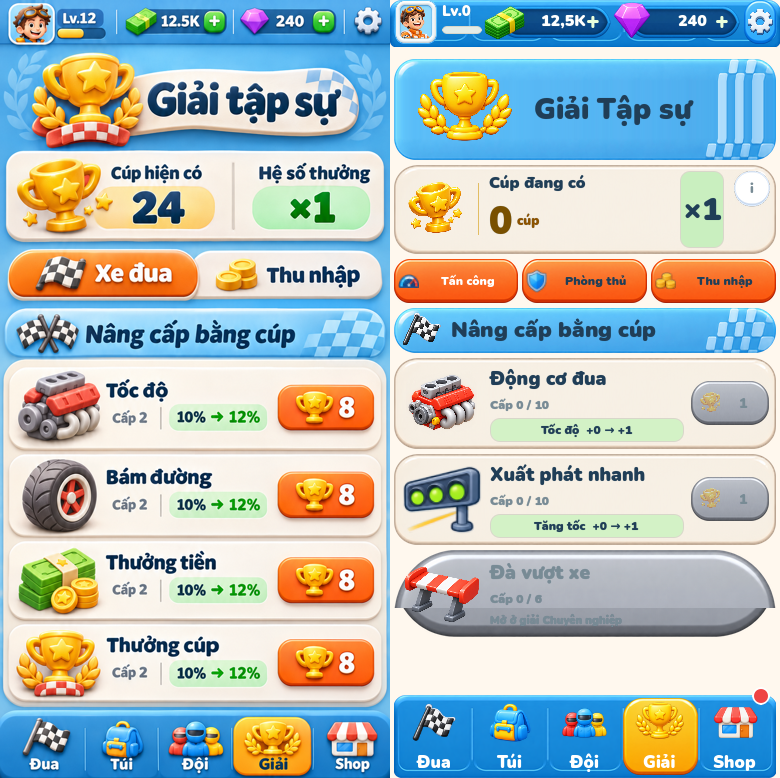 Lv.12
12.5K +
240 +
Giải tập sự
Cúp hiện có
24
Hệ số thưởng
×1
Xe đua
Thu nhập
Nâng cấp bằng cúp
Tốc độ
Cấp 2
10% → 12%
8
Bám đường
Cấp 2
10% → 12%
8
Thưởng tiền
Cấp 2
10% → 12%
8
Thưởng cúp
Cấp 2
10% → 12%
8
Đua
Túi
Đội
Giải
Shop
Lv.0
12,5K+
240 +
Giải Tập sự
Cúp đang có
0 cúp
×1
i
Tấn công
Phòng thủ
Thu nhập
Nâng cấp bằng cúp
Động cơ đua
Cấp 0 / 10
Tốc độ +0 → +1
1
Xuất phát nhanh
Cấp 0 / 10
Tăng tốc +0 → +1
1
Đà vượt xe
Cấp 0 / 6
Mở ở giải Chuyên nghiệp
Đua
Túi
Đội
Giải
Shop